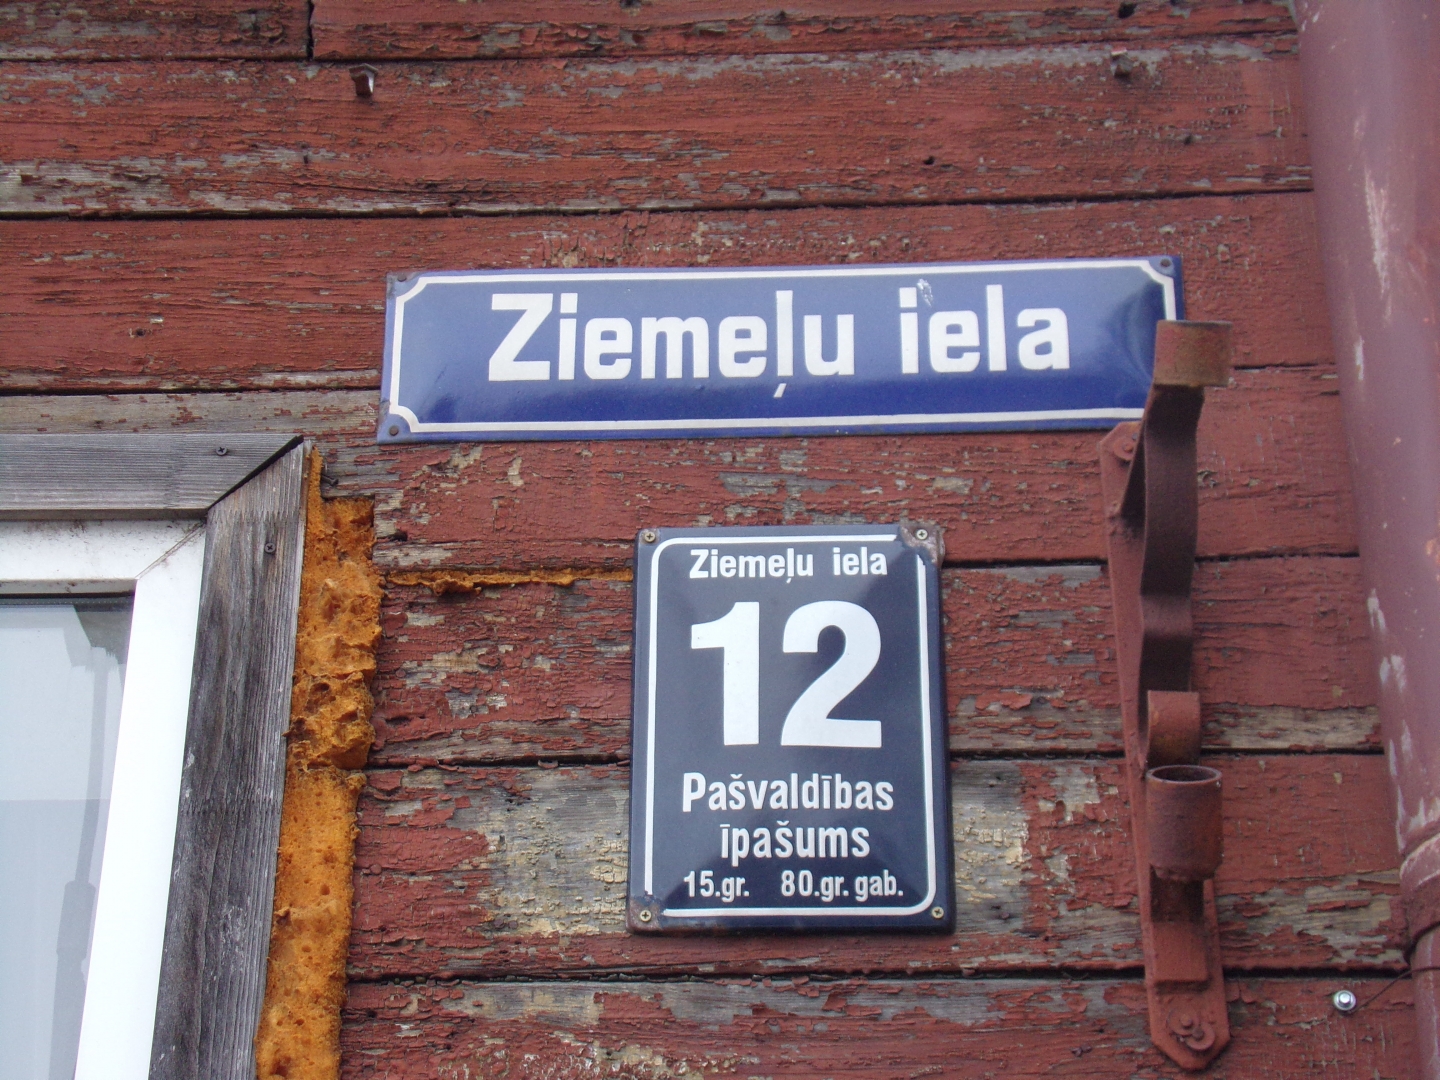 Ziemeļu iela
Ziemeļu iela
12
Pašvaldības
īpašums
15.gr. 80.gr. gab.